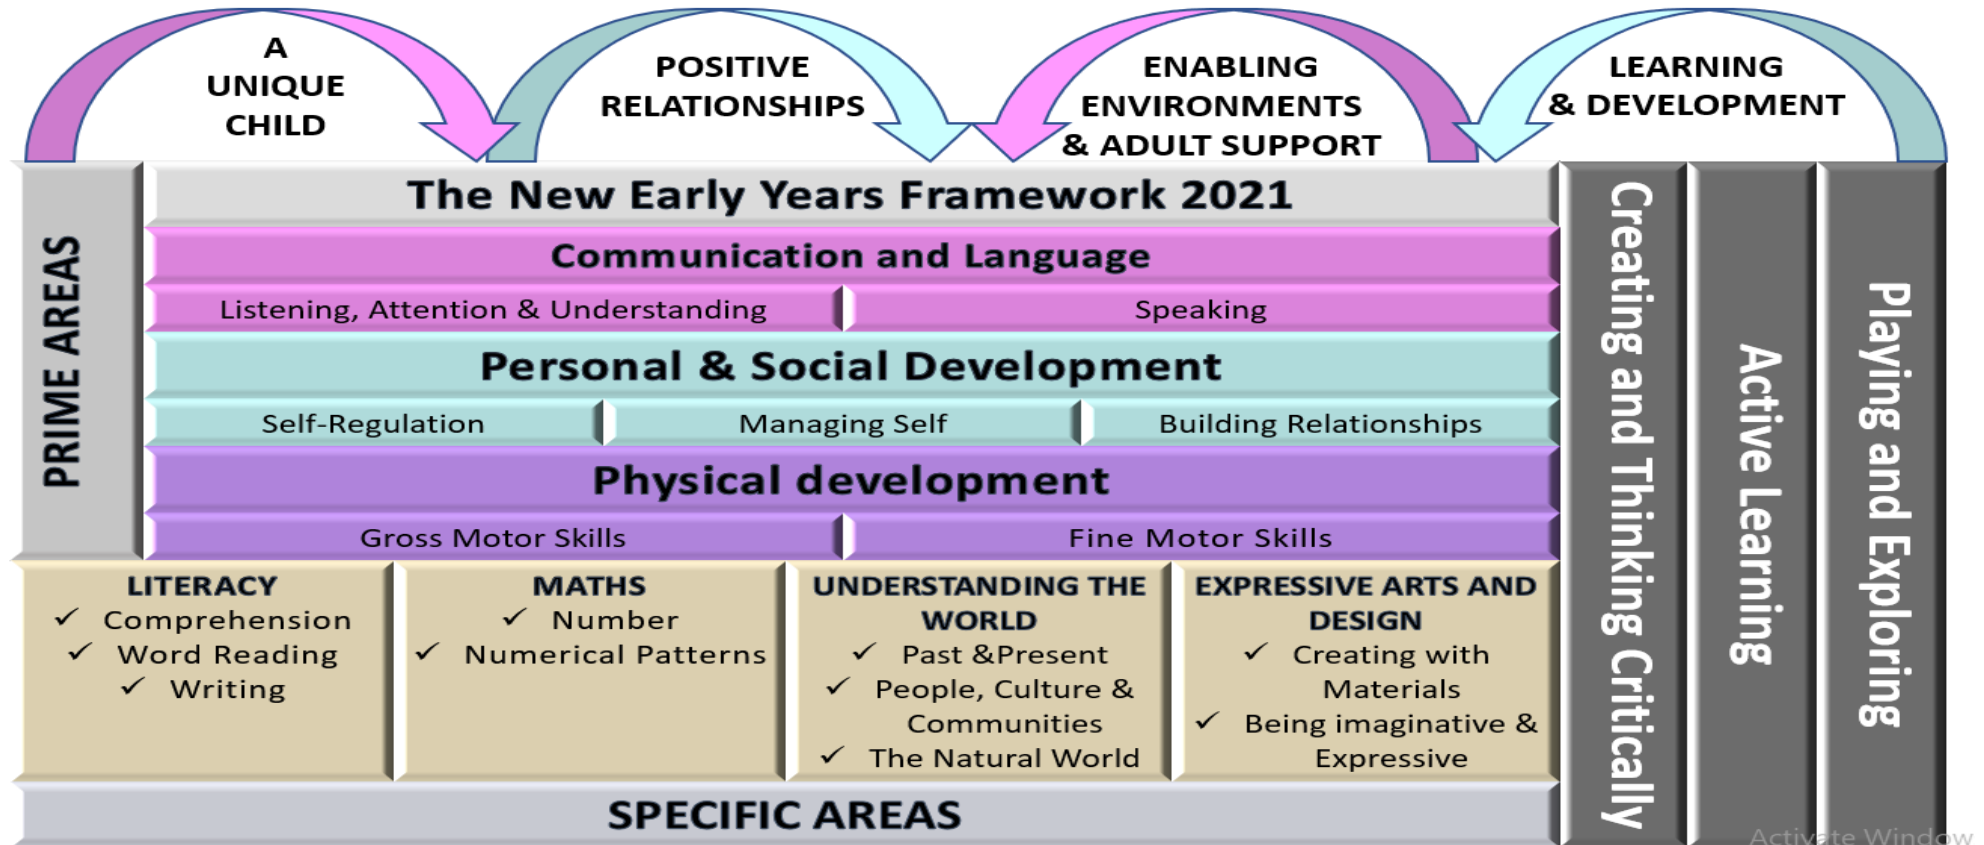 A
UNIQUE
CHILD
POSITIVE
RELATIONSHIPS
ENABLING
ENVIRONMENTS
& ADULT SUPPORT
LEARNING
& DEVELOPMENT
PRIME AREAS
The New Early Years Framework 2021
Communication and Language
Listening, Attention & Understanding
Speaking
Personal & Social Development
Self-Regulation
Managing Self
Building Relationships
Physical development
Gross Motor Skills
Fine Motor Skills
LITERACY
✓ Comprehension
✓ Word Reading
✓ Writing
MATHS
✓ Number
✓ Numerical Patterns
UNDERSTANDING THE
WORLD
✓ Past &Present
✓ People, Culture &
Communities
✓ The Natural World
EXPRESSIVE ARTS AND
DESIGN
✓ Creating with
Materials
✓ Being imaginative &
Expressive
SPECIFIC AREAS
Creating and Thinking Critically
Active Learning
Playing and Exploring
Activate Window